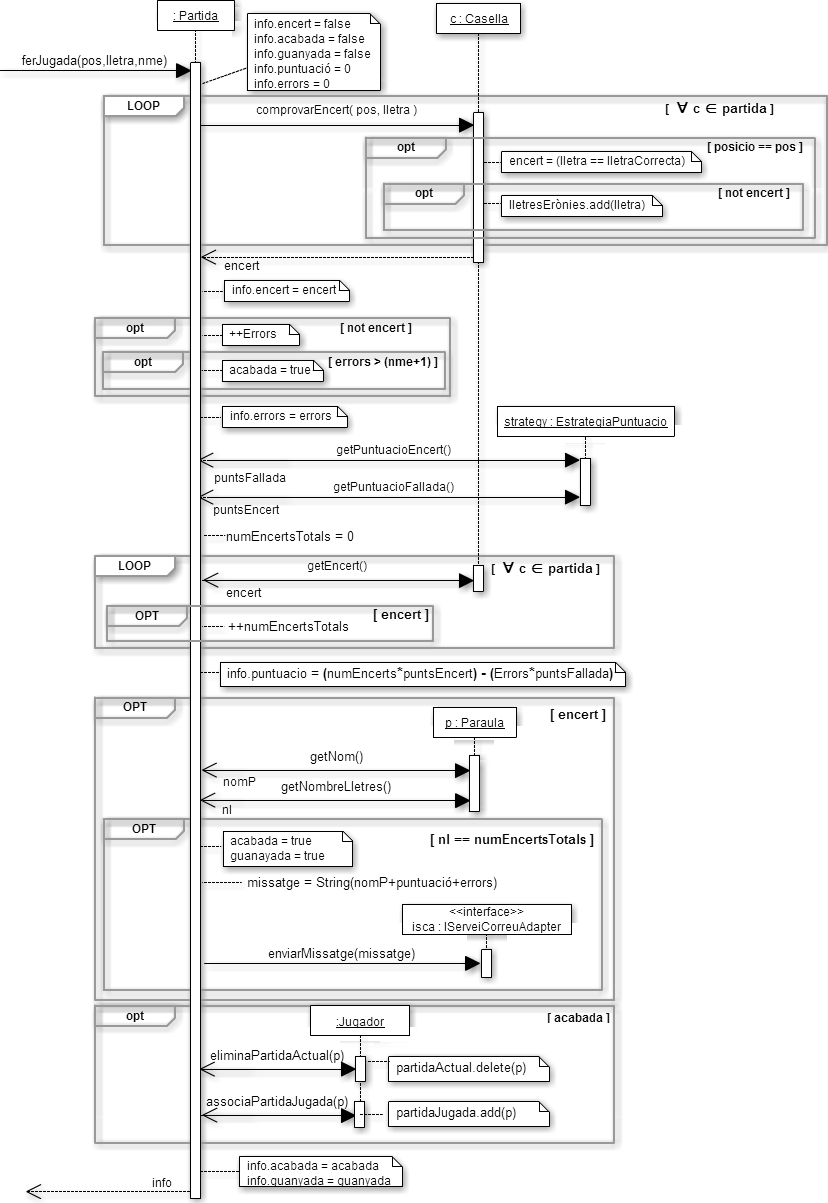 : Partida
info.encert = false
info.acabada = false
info.guanyada = false
info.puntuació = 0
info.errors = 0
c : Casella
ferJugada(pos,lletra,nme)
LOOP
comprovarEncert( pos, lletra )
[ ∀ c ∈ partida ]
opt
[ posicio == pos ]
encert = (lletra == lletraCorrecta)
opt
[ not encert ]
lletresErònies.add(lletra)
encert
info.encert = encert
opt
[ not encert ]
++Errors
opt
[ errors > (nme+1) ]
acabada = true
info.errors = errors
strategy : EstrategiaPuntuacio
getPuntuacioEncert()
puntsFallada
getPuntuacioFallada()
puntsEncert
numEncertsTotals = 0
LOOP
getEncert()
[ ∀ c ∈ partida ]
encert
OPT
[ encert ]
++numEncertsTotals
info.puntuacio = (numEncerts*puntsEncert) - (Errors*puntsFallada)
OPT
[ encert ]
p : Paraula
getNom()
nomP
getNombreLletres()
nl
OPT
[ nl == numEncertsTotals ]
acabada = true
guanayada = true
missatge = String(nomP+puntuació+errors)
<<interface>>
isca : IServeiCorreuAdapter
enviarMissatge(missatge)
opt
[ acabada ]
:Jugador
eliminaPartidaActual(p)
partidaActual.delete(p)
associaPartidaJugada(p)
partidaJugada.add(p)
info.acabada = acabada
info.guanyada = guanyada
info